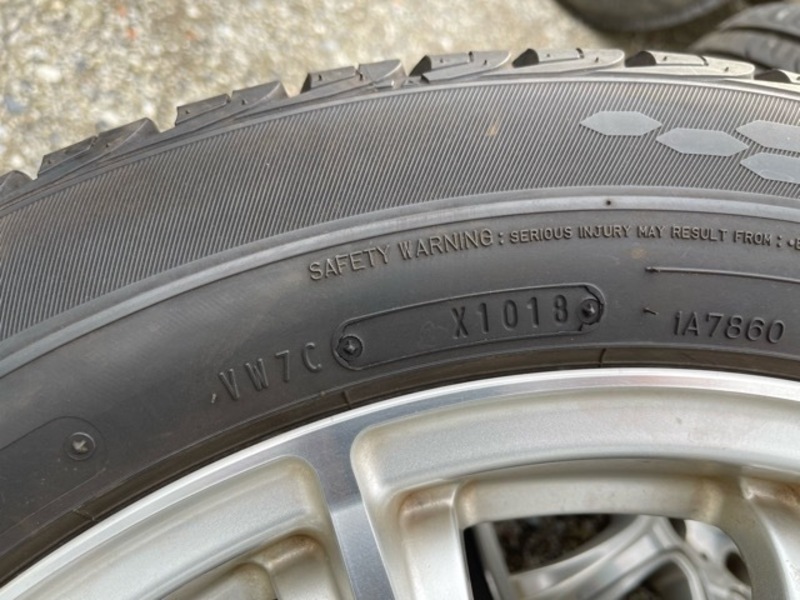 SAFETY WARNING: SERIOUS INJURY MAY RESULT FROM:
VW7C X1018 1A7860